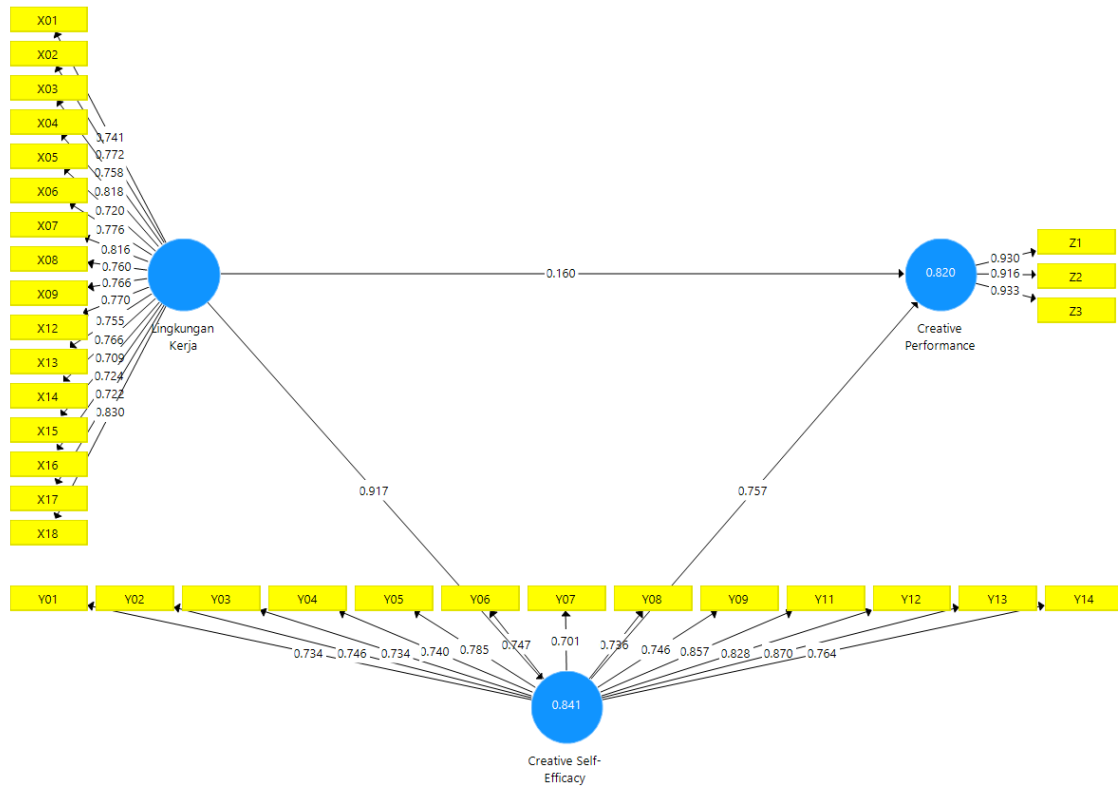 X01
X02
X03
X04
X05
X06
X07
X08
X09
X12
X13
X14
X15
X16
X17
X18
0.741
0.772
0.758
0.818
0.720
0.776
0.816
0.760
0.766
0.770
0.755
0.766
0.709
0.724
0.722
0.830
Lingkungan
Kerja
0.160
0.820
Creative
Performance
0.930
0.916
0.933
Z1
Z2
Z3
0.917
0.757
Y01
Y02
Y03
Y04
Y05
Y06
Y07
Y08
Y09
Y11
Y12
Y13
Y14
0.734
0.746
0.734
0.740
0.785
0.747
0.701
0.736
0.746
0.857
0.828
0.870
0.764
0.841
Creative Self-
Efficacy